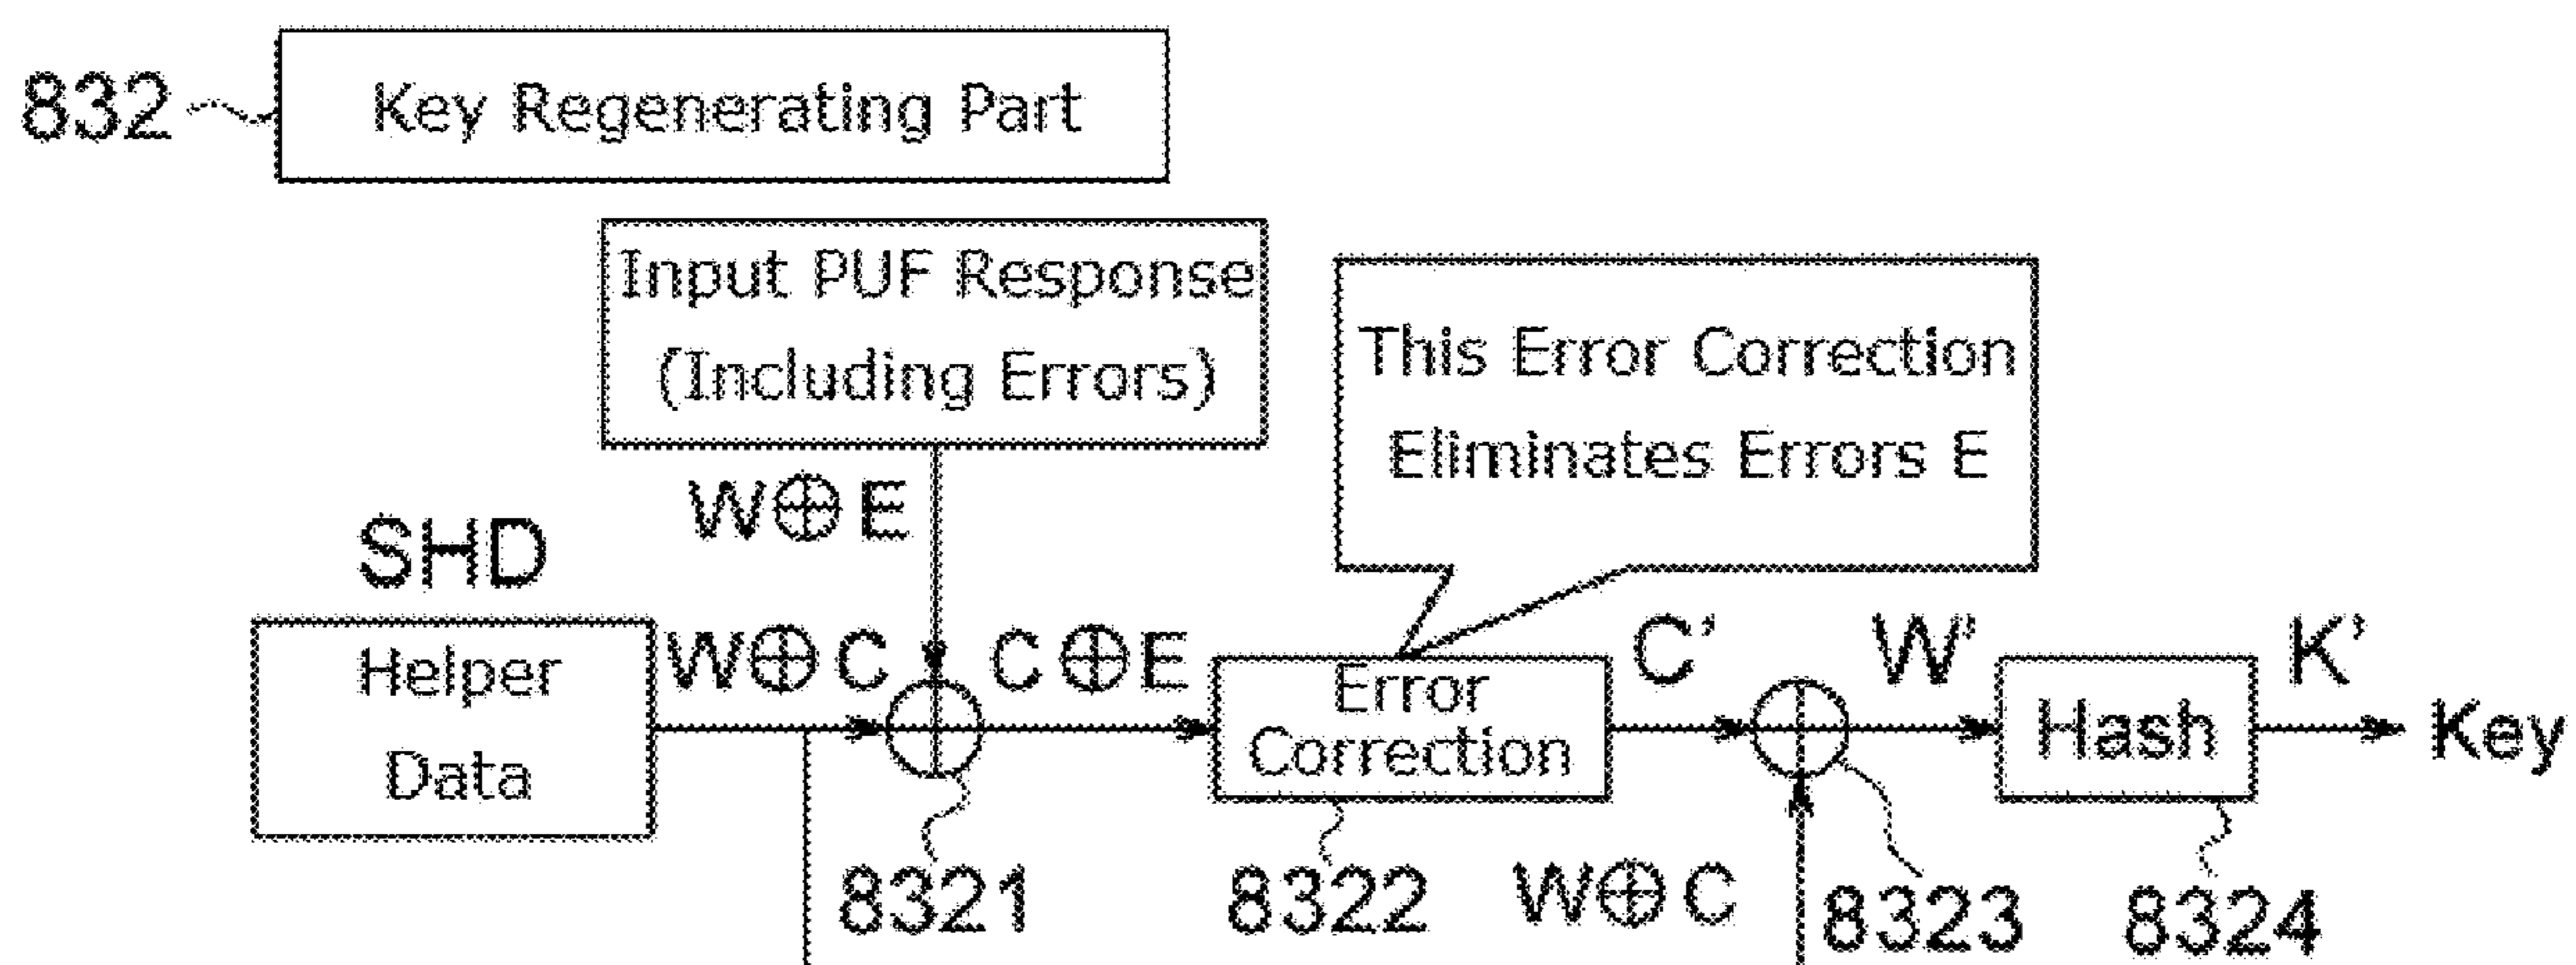 832
Key Regenerating Part
Input PUF Response
(Including Errors)
This Error Correction
Eliminates Errors E
W⊕E
SHD
Helper
Data
W⊕C
C⊕E
Error
Correction
C'
W'
Hash
K'
Key
8321
8322
W⊕C
8323
8324